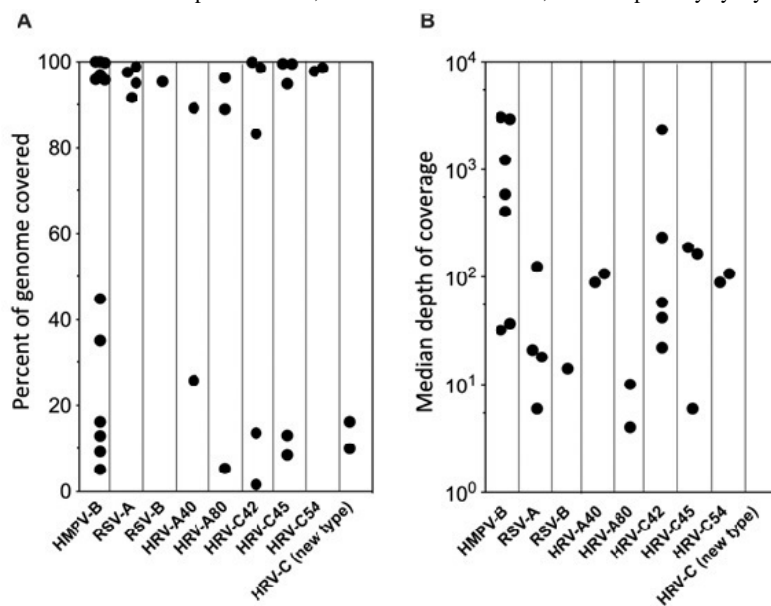 A
B
Percent of genome covered
100
80
60
40
20
0
HMPV-B
RSV-A
RSV-B
HRV-A40
HRV-A80
HRV-C42
HRV-C45
HRV-C54
HRV-C (new type)
Median depth of coverage
10⁴
10³
10²
10¹
10⁰
HMPV-B
RSV-A
RSV-B
HRV-A40
HRV-A80
HRV-C42
HRV-C45
HRV-C54
HRV-C (new type)